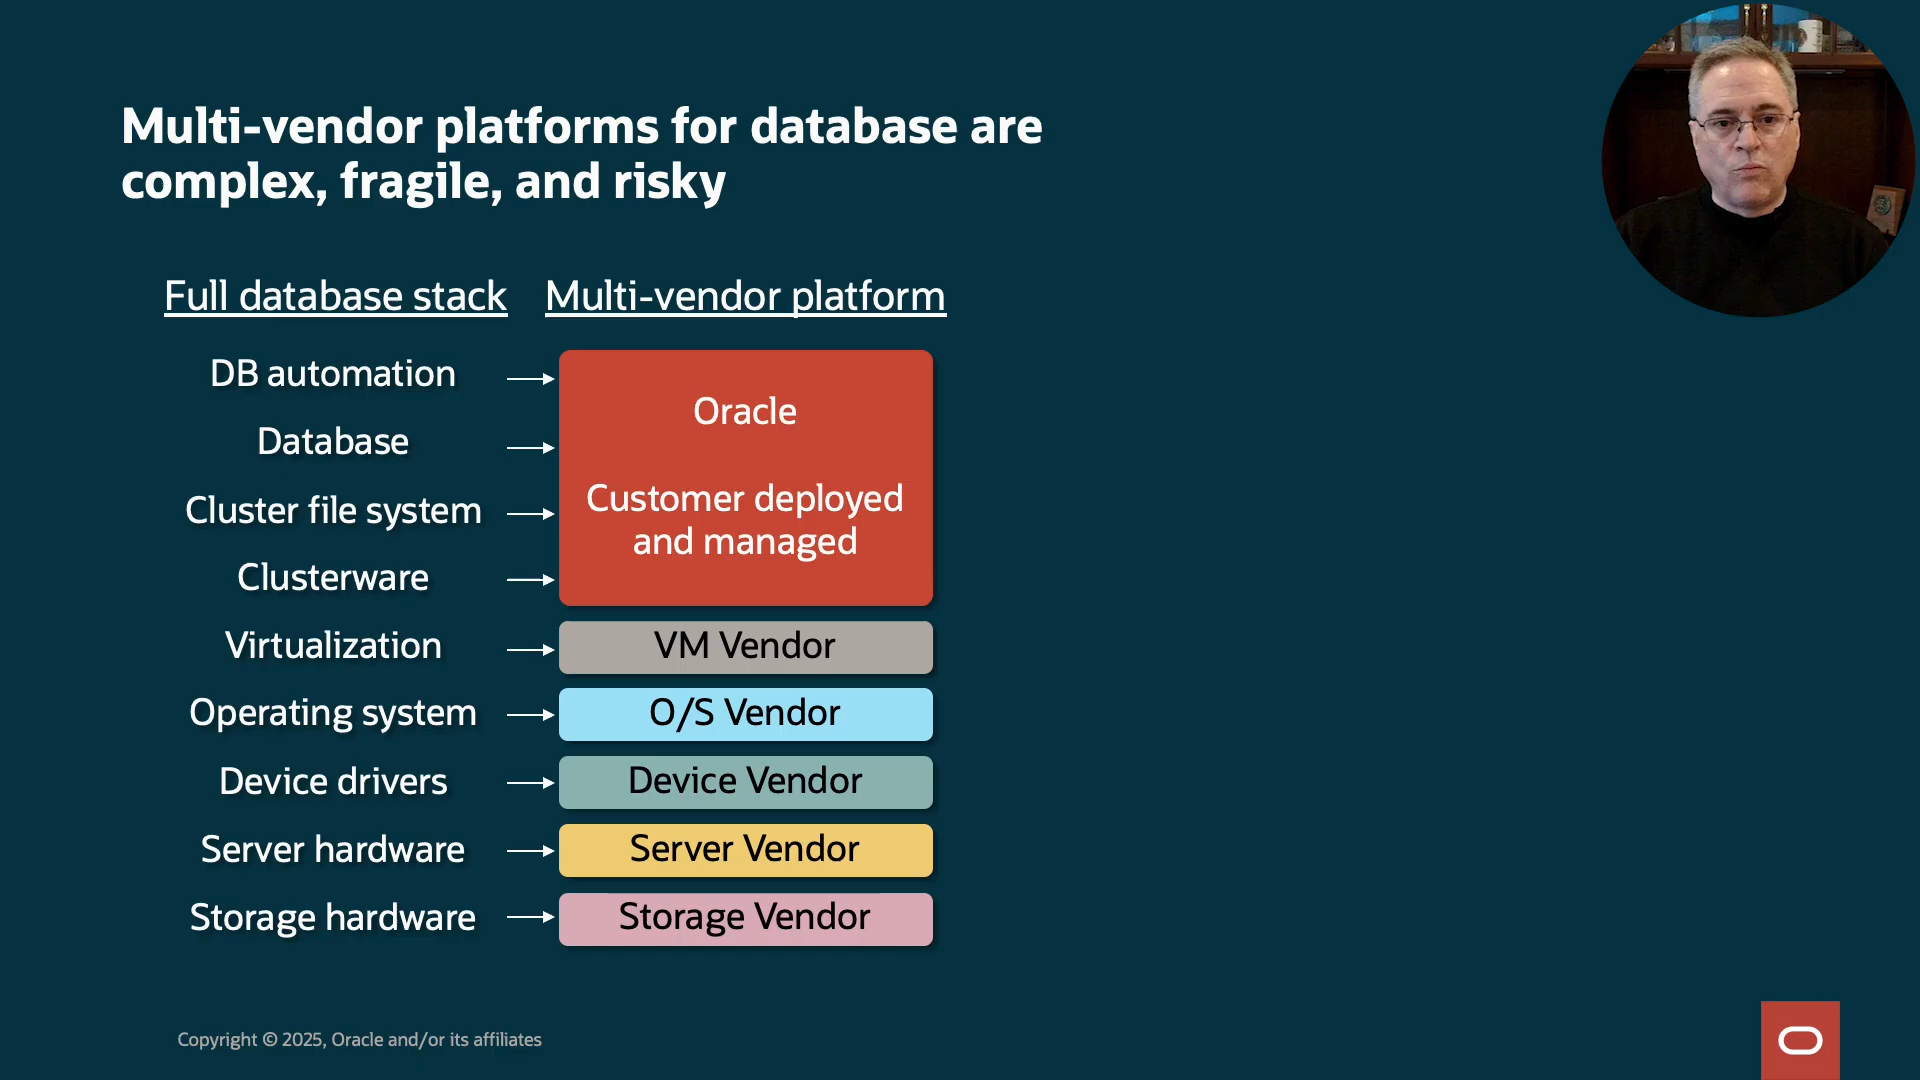 Multi-vendor platforms for database are
complex, fragile, and risky
Full database stack
Multi-vendor platform
DB automation
Database
Cluster file system
Clusterware
Virtualization
Operating system
Device drivers
Server hardware
Storage hardware
Oracle
Customer deployed
and managed
VM Vendor
O/S Vendor
Device Vendor
Server Vendor
Storage Vendor
Copyright © 2025, Oracle and/or its affiliates